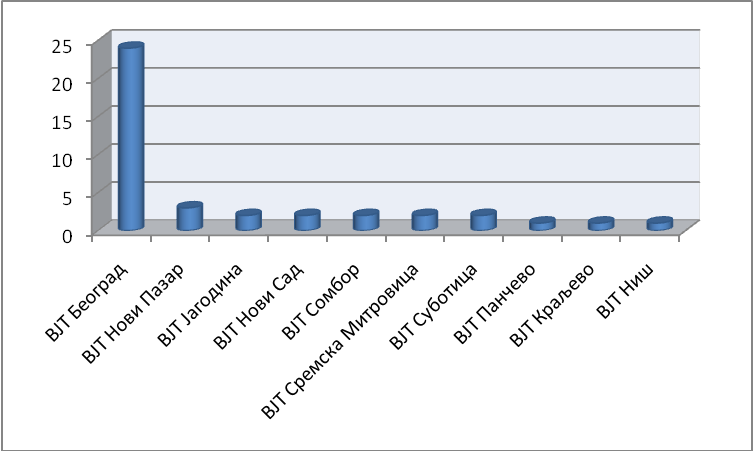 25
20
15
10
5
0
ВЈТ Београд
ВЈТ Нови Пазар
ВЈТ Јагодина
ВЈТ Нови Сад
ВЈТ Сомбор
ВЈТ Сремска Митровица
ВЈТ Суботица
ВЈТ Панчево
ВЈТ Краљево
ВЈТ Ниш